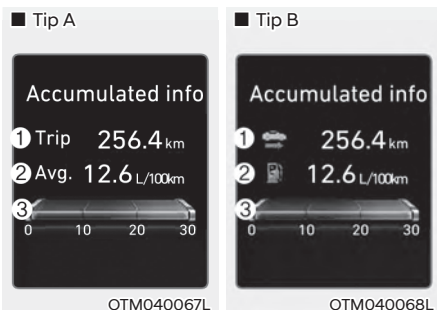 ■ Tip A
Accumulated info
① Trip 256.4 km
② Avg. 12.6 L/100km
③
0 10 20 30
OTM040067L
■ Tip B
Accumulated info
① 256.4 km
② 12.6 L/100km
③
0 10 20 30
OTM040068L